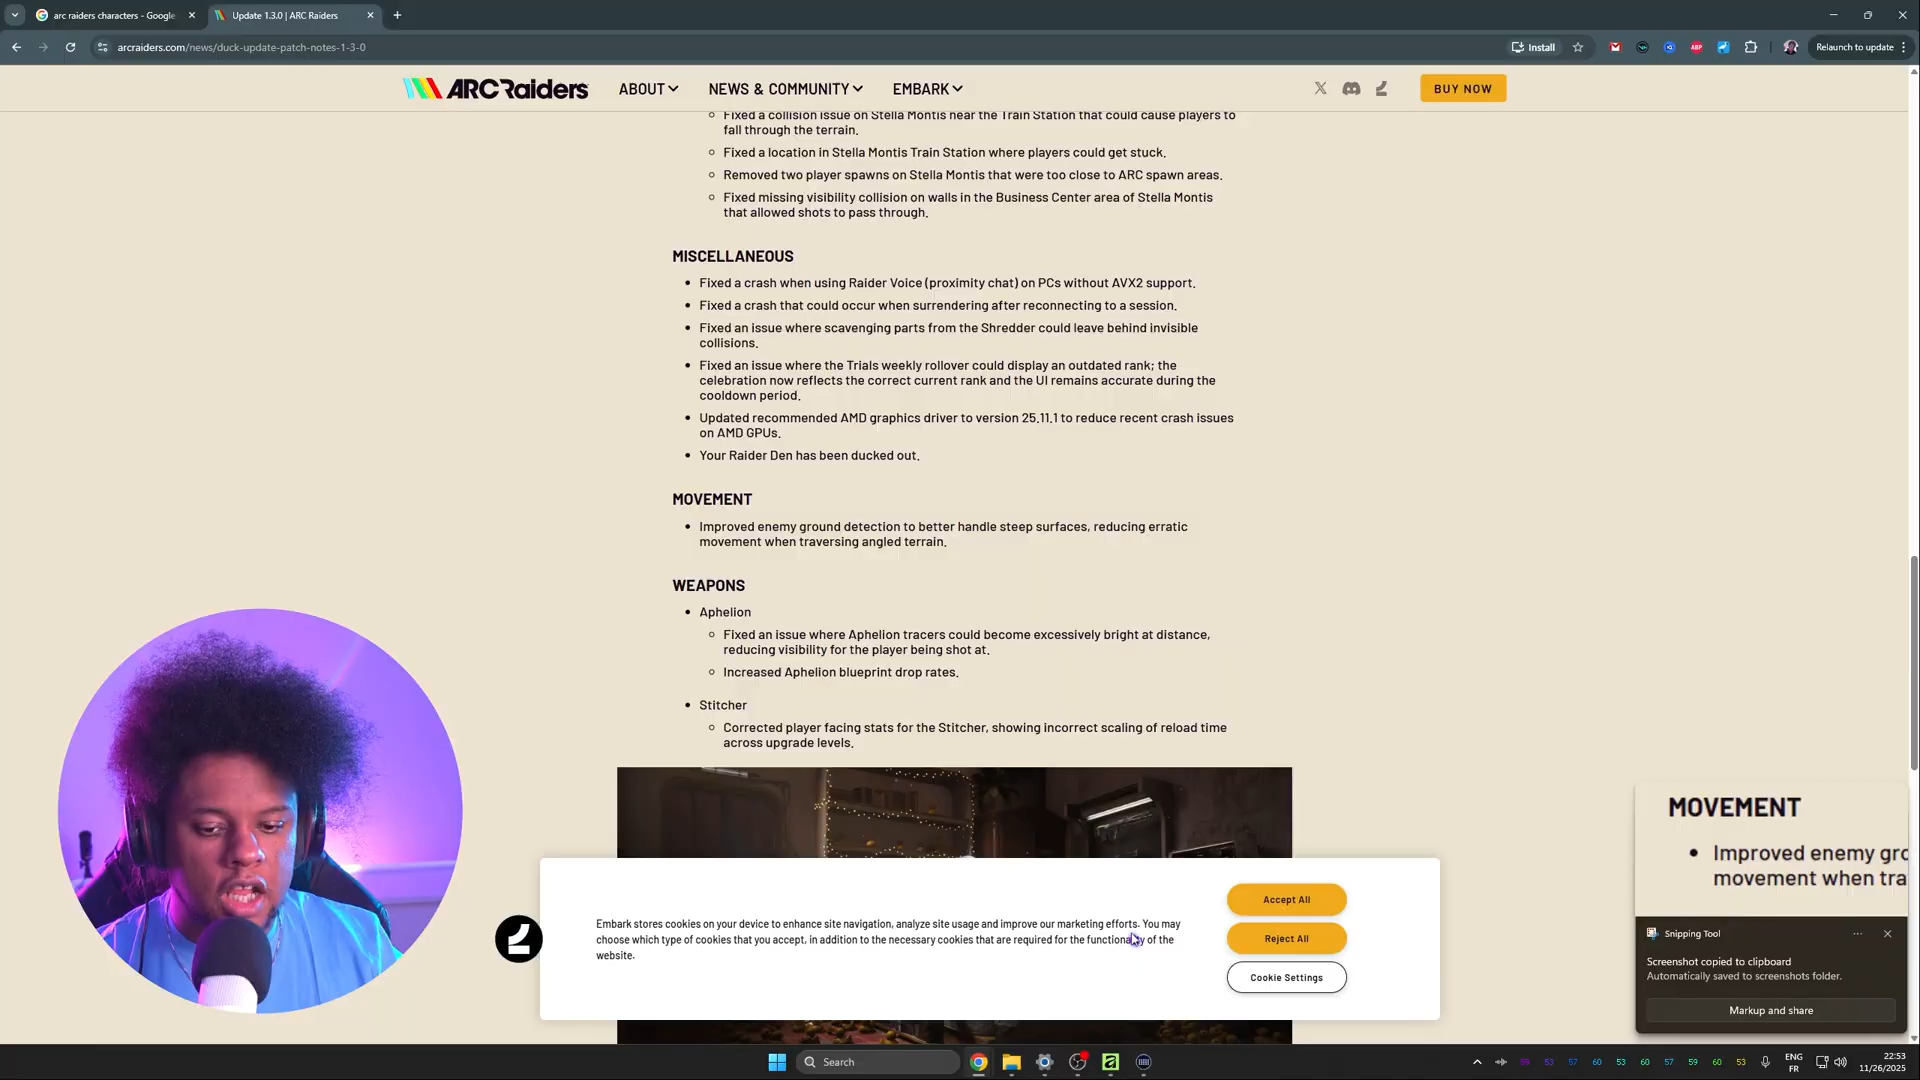 arc raiders characters - Google
Update 1.3.0 | ARC Raiders
arcraiders.com/news/duck-update-patch-notes-1-3-0
Install
Relaunch to update
ARC Raiders
ABOUT
NEWS & COMMUNITY
EMBARK
BUY NOW
Fixed a collision issue on Stella Montis near the Train Station that could cause players to
fall through the terrain.
Fixed a location in Stella Montis Train Station where players could get stuck.
Removed two player spawns on Stella Montis that were too close to ARC spawn areas.
Fixed missing visibility collision on walls in the Business Center area of Stella Montis
that allowed shots to pass through.
MISCELLANEOUS
Fixed a crash when using Raider Voice (proximity chat) on PCs without AVX2 support.
Fixed a crash that could occur when surrendering after reconnecting to a session.
Fixed an issue where scavenging parts from the Shredder could leave behind invisible
collisions.
Fixed an issue where the Trials weekly rollover could display an outdated rank; the
celebration now reflects the correct current rank and the UI remains accurate during the
cooldown period.
Updated recommended AMD graphics driver to version 25.11.1 to reduce recent crash issues
on AMD GPUs.
Your Raider Den has been ducked out.
MOVEMENT
Improved enemy ground detection to better handle steep surfaces, reducing erratic
movement when traversing angled terrain.
WEAPONS
Aphelion
Fixed an issue where Aphelion tracers could become excessively bright at distance,
reducing visibility for the player being shot at.
Increased Aphelion blueprint drop rates.
Stitcher
Corrected player facing stats for the Stitcher, showing incorrect scaling of reload time
across upgrade levels.
Embark stores cookies on your device to enhance site navigation, analyze site usage and improve our marketing efforts. You may
choose which type of cookies that you accept, in addition to the necessary cookies that are required for the functionality of the
website.
Accept All
Reject All
Cookie Settings
MOVEMENT
Improved enemy gro
movement when tra
Snipping Tool
Screenshot copied to clipboard
Automatically saved to screenshots folder.
Markup and share
Search
59 53 57 60 53 60 57 59 60 53
ENG
FR
22:53
11/26/2025